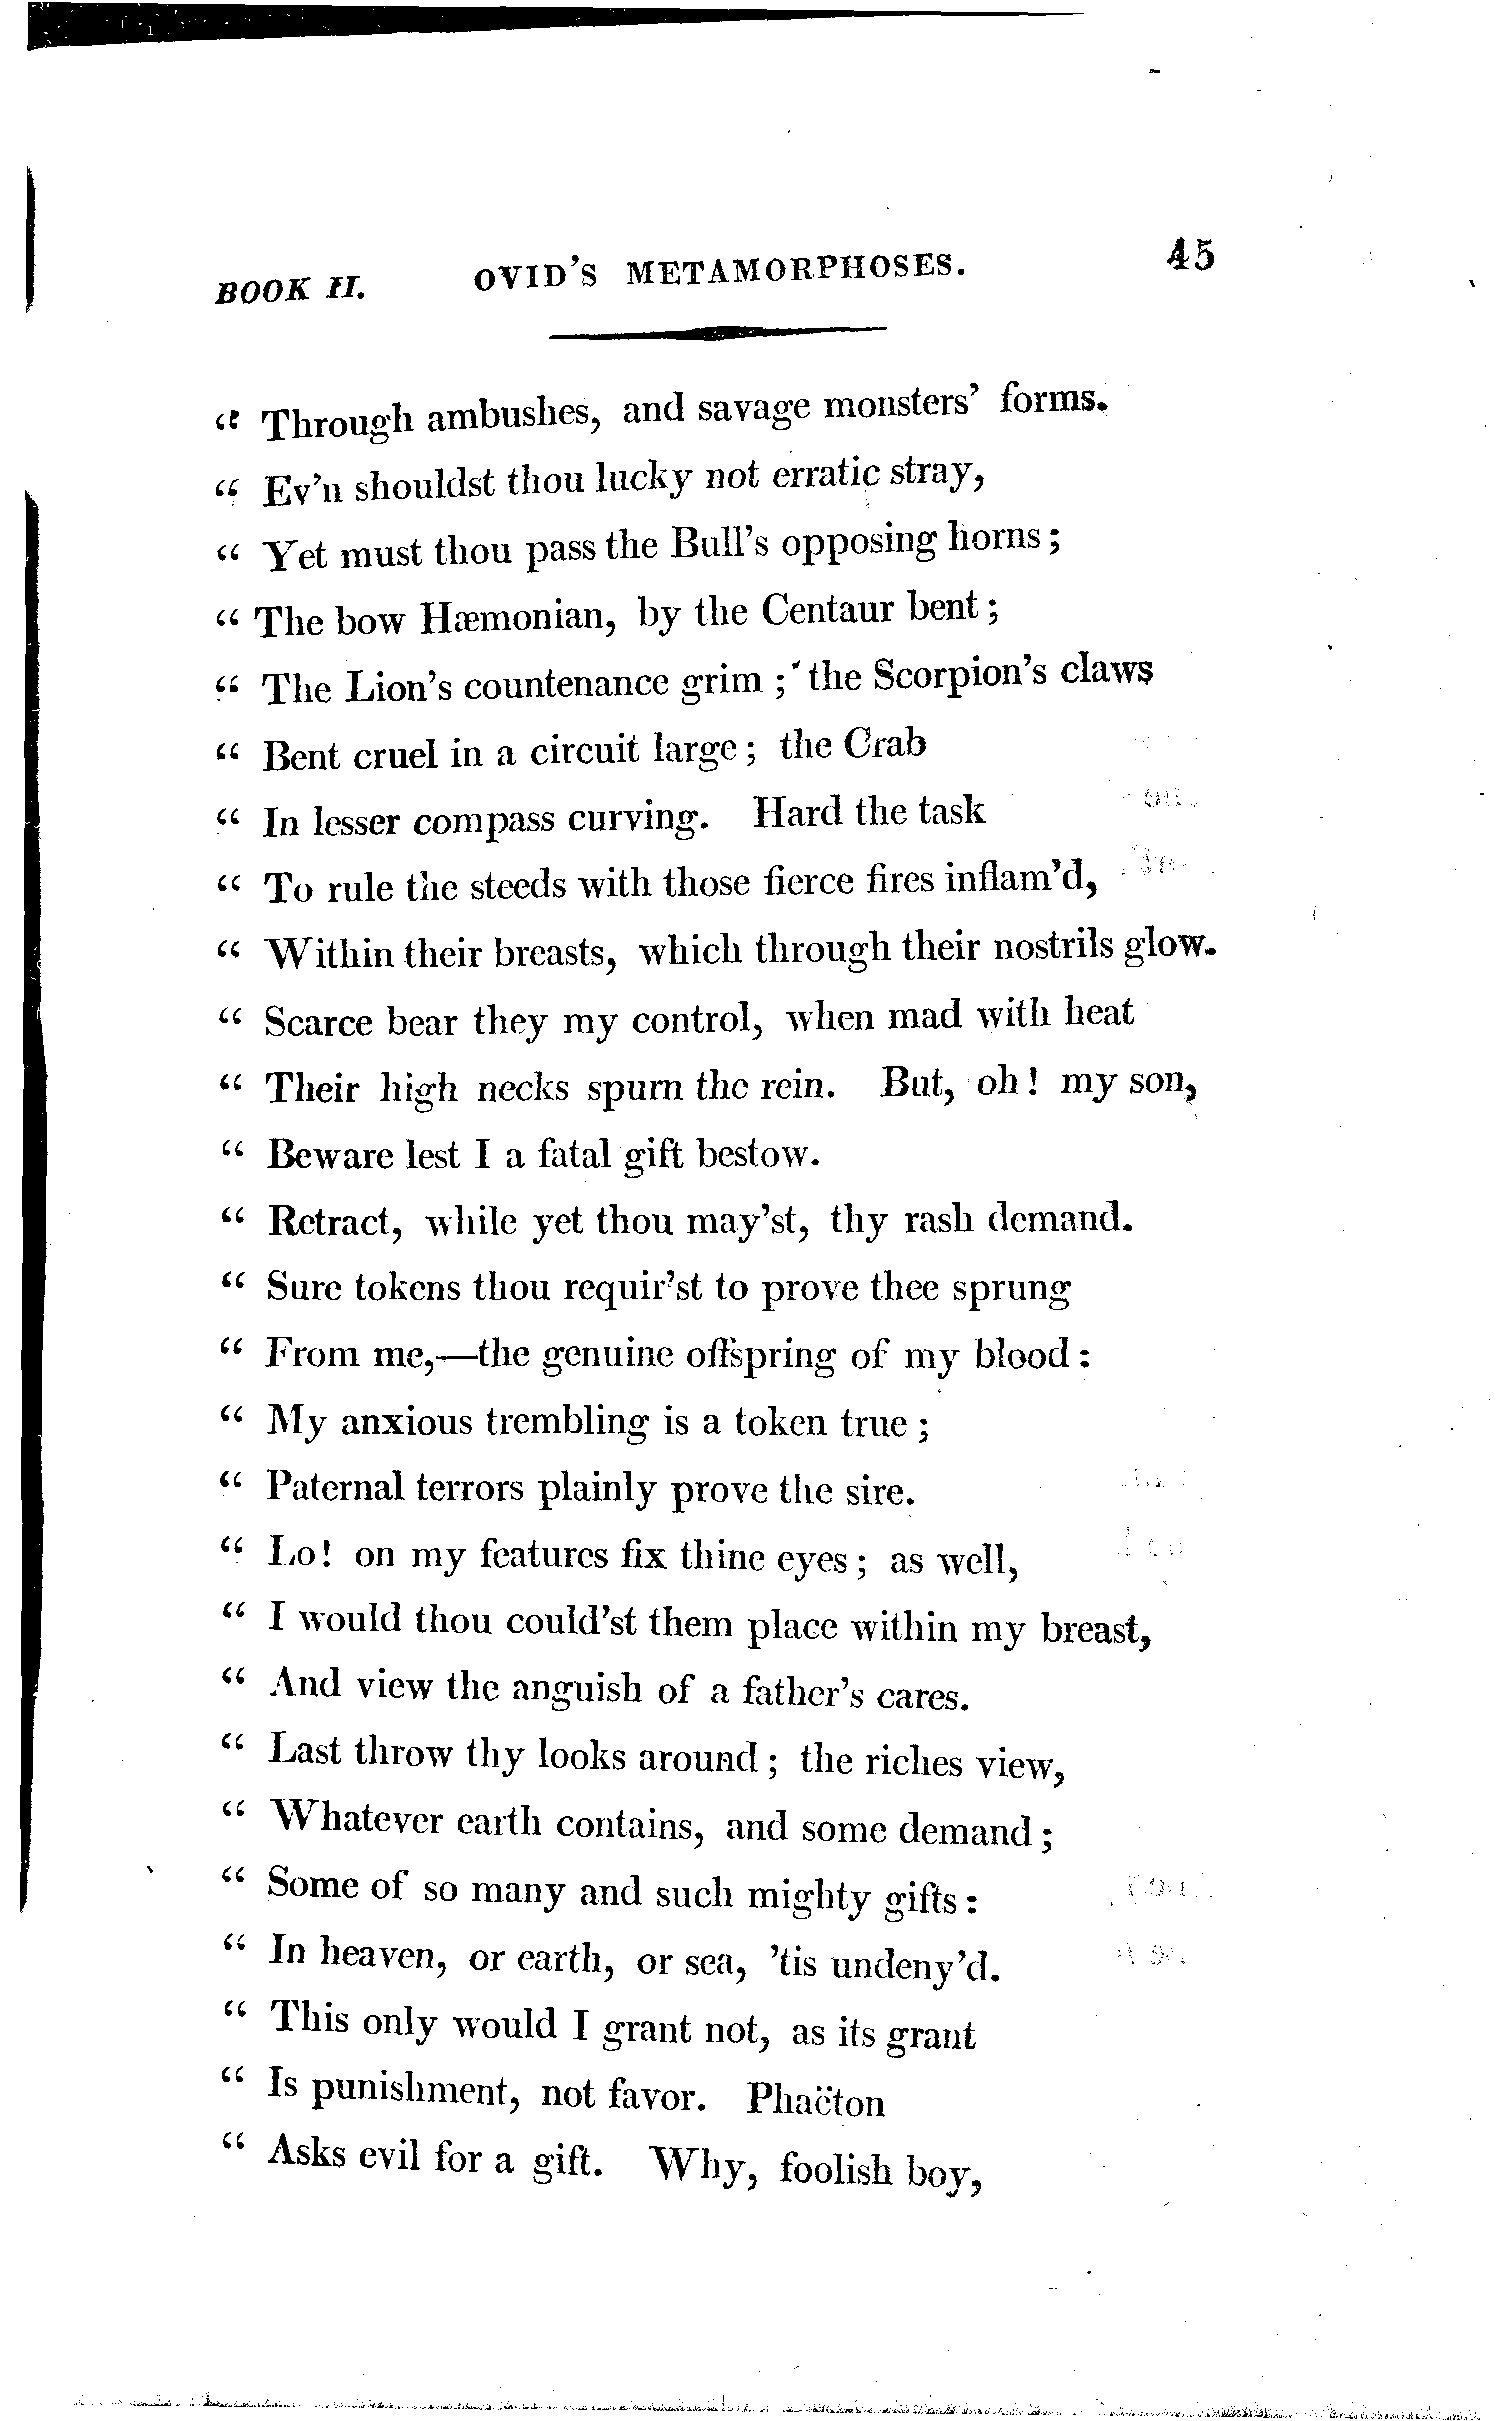 BOOK II. OVID'S METAMORPHOSES. 45
“ Through ambushes, and savage monsters' forms.
“ Ev'n shouldst thou lucky not erratic stray,
“ Yet must thou pass the Bull's opposing horns;
“ The bow Hæmonian, by the Centaur bent;
“ The Lion's countenance grim; the Scorpion's claws
“ Bent cruel in a circuit large; the Crab
“ In lesser compass curving. Hard the task
“ To rule the steeds with those fierce fires inflam'd,
“ Within their breasts, which through their nostrils glow.
“ Scarce bear they my control, when mad with heat
“ Their high necks spurn the rein. But, oh! my son,
“ Beware lest I a fatal gift bestow.
“ Retract, while yet thou may'st, thy rash demand.
“ Sure tokens thou requir'st to prove thee sprung
“ From me,—the genuine offspring of my blood:
“ My anxious trembling is a token true;
“ Paternal terrors plainly prove the sire.
“ Lo! on my features fix thine eyes; as well,
“ I would thou could'st them place within my breast,
“ And view the anguish of a father's cares.
“ Last throw thy looks around; the riches view,
“ Whatever earth contains, and some demand;
“ Some of so many and such mighty gifts:
“ In heaven, or earth, or sea, 'tis undeny'd.
“ This only would I grant not, as its grant
“ Is punishment, not favor. Phaëton
“ Asks evil for a gift. Why, foolish boy,